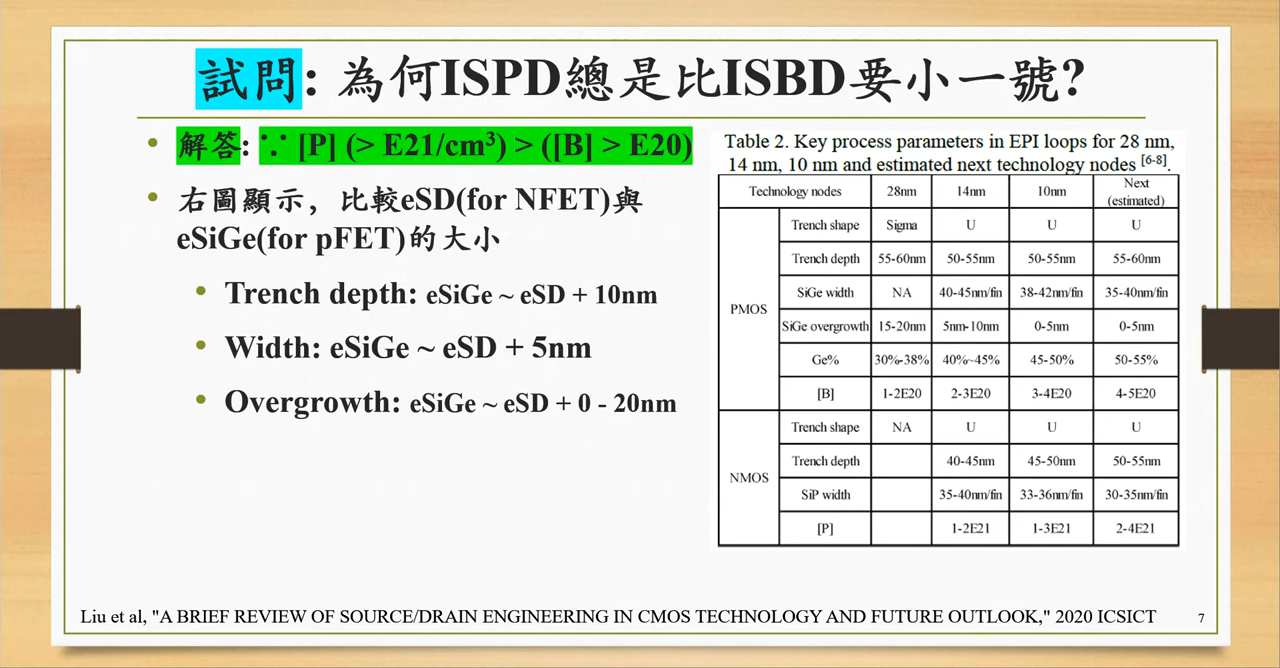 試問: 為何ISPD總是比ISBD要小一號?
• 解答: ∵ [P] (> E21/cm³) > ([B] > E20)
• 右圖顯示，比較eSD(for NFET)與
eSiGe(for pFET)的大小
• Trench depth: eSiGe ~ eSD + 10nm
• Width: eSiGe ~ eSD + 5nm
• Overgrowth: eSiGe ~ eSD + 0 - 20nm
Table 2. Key process parameters in EPI loops for 28 nm,
14 nm, 10 nm and estimated next technology nodes [6-8].
Technology nodes 28nm 14nm 10nm Next (estimated)
PMOS
Trench shape Sigma U U U
Trench depth 55-60nm 50-55nm 50-55nm 55-60nm
SiGe width NA 40-45nm/fin 38-42nm/fin 35-40nm/fin
SiGe overgrowth 15-20nm 5nm-10nm 0-5nm 0-5nm
Ge% 30%-38% 40%~45% 45-50% 50-55%
[B] 1-2E20 2-3E20 3-4E20 4-5E20
NMOS
Trench shape NA U U U
Trench depth 40-45nm 45-50nm 50-55nm
SiP width 35-40nm/fin 33-36nm/fin 30-35nm/fin
[P] 1-2E21 1-3E21 2-4E21
Liu et al, "A BRIEF REVIEW OF SOURCE/DRAIN ENGINEERING IN CMOS TECHNOLOGY AND FUTURE OUTLOOK," 2020 ICSICT
7